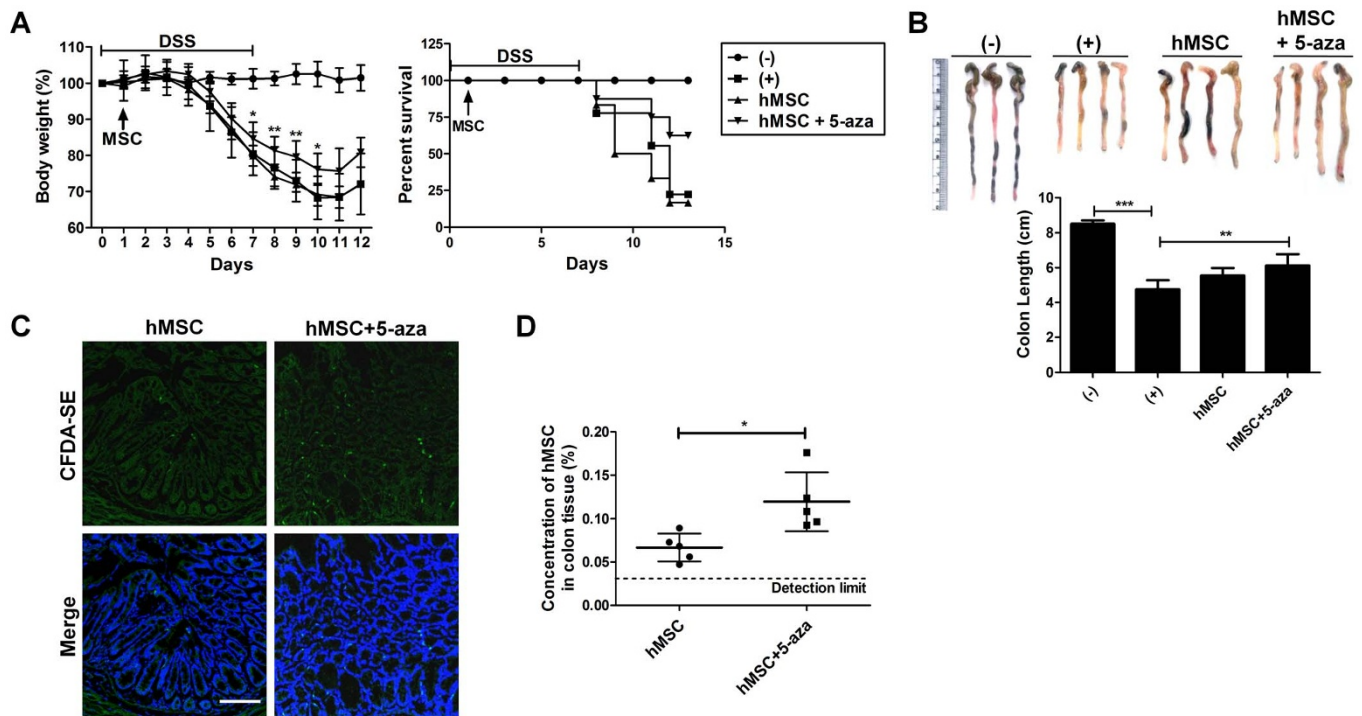 A
DSS
Body weight (%)
110
100
90
80
70
60
MSC
* ** ** *
0 1 2 3 4 5 6 7 8 9 10 11 12
Days
DSS
Percent survival
125
100
75
50
25
0
MSC
0 5 10 15
Days
(-)
(+)
hMSC
hMSC + 5-aza
B
(-) (+) hMSC hMSC
+ 5-aza
Colon Length (cm)
10
8
6
4
2
0
***
**
(-) (+) hMSC hMSC+5-aza
C
hMSC hMSC+5-aza
CFDA-SE
Merge
D
Concentration of hMSC
in colon tissue (%)
0.20
0.15
0.10
0.05
0.00
*
Detection limit
hMSC hMSC+5-aza